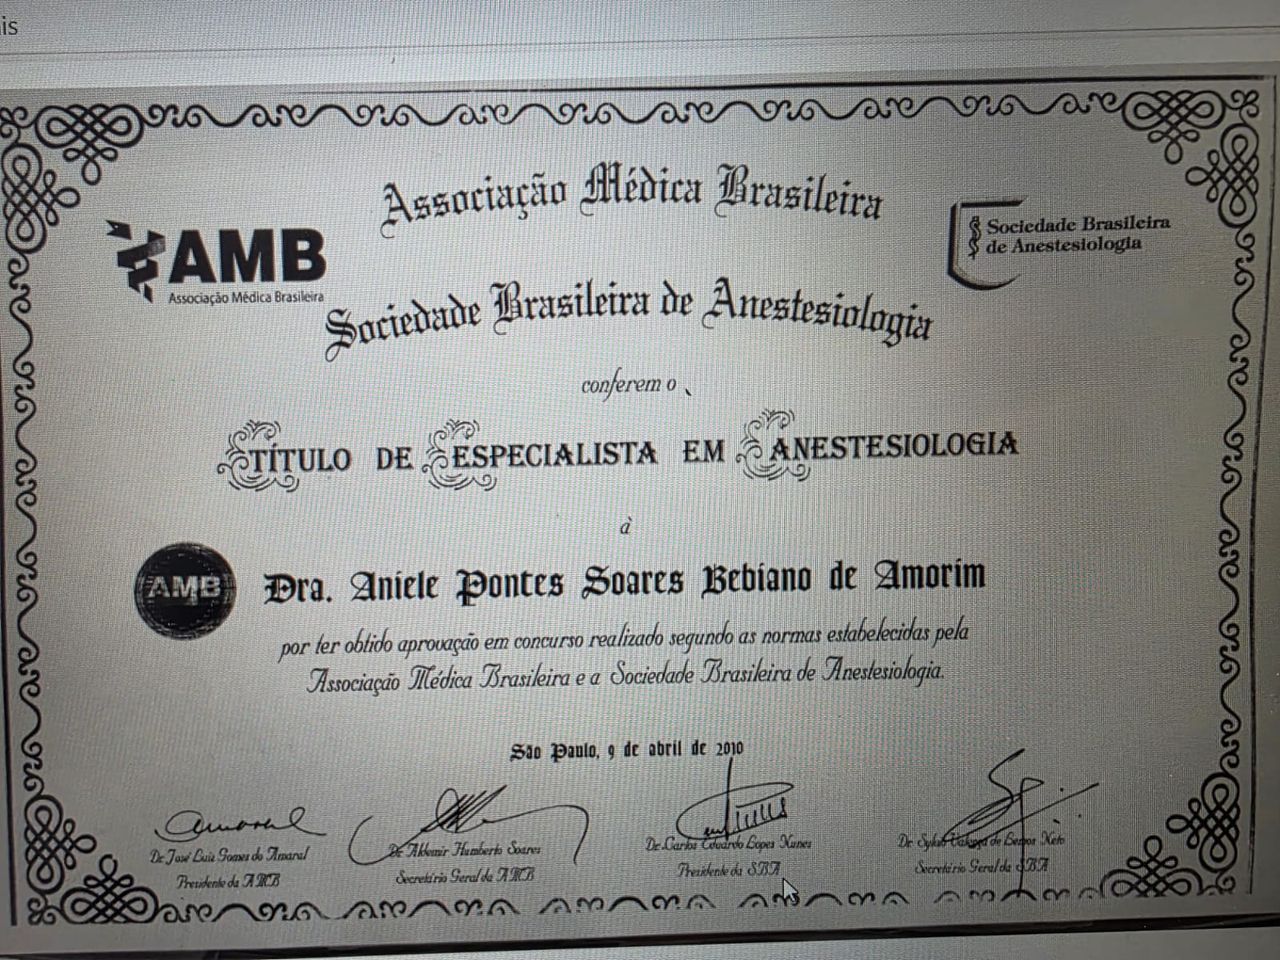 is
Associação Médica Brasileira
AMB
Associação Médica Brasileira
Sociedade Brasileira
de Anestesiologia
Sociedade Brasileira de Anestesiologia
conferem o
TÍTULO DE ESPECIALISTA EM ANESTESIOLOGIA
à
AMB
Dra. Aniele Pontes Soares Bebiano de Amorim
por ter obtido aprovação em concurso realizado segundo as normas estabelecidas pela
Associação Médica Brasileira e a Sociedade Brasileira de Anestesiologia.
São Paulo, 9 de abril de 2010
Dr. José Luiz Gomes do Amaral
Presidente da AMB
Dr. Aldemir Humberto Soares
Secretário Geral da AMB
Dr. Carlos Eduardo Lopes Nunes
Presidente da SBA
Dr. de Lemos Neto
Secretário Geral da SBA